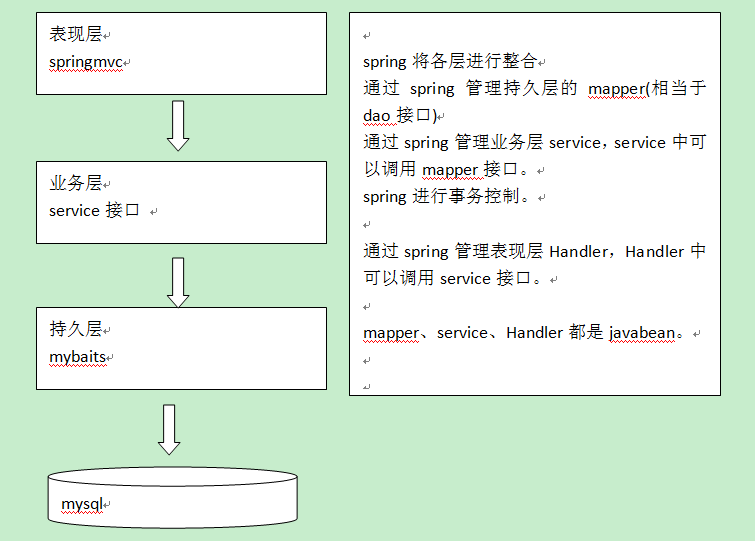 表现层
springmvc
业务层
service 接口
持久层
mybaits
mysql
spring 将各层进行整合
通过 spring 管理持久层的 mapper(相当于
dao 接口)
通过 spring 管理业务层 service，service 中可
以调用 mapper 接口。
spring 进行事务控制。
通过 spring 管理表现层 Handler，Handler 中
可以调用 service 接口。
mapper、service、Handler 都是 javabean。